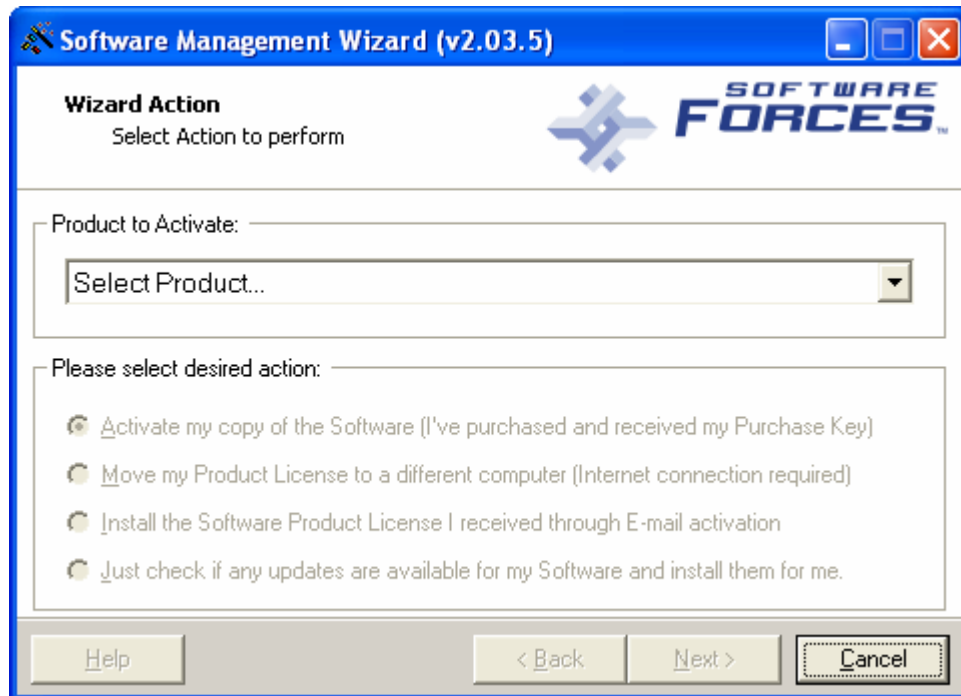 Software Management Wizard (v2.03.5)
Wizard Action
Select Action to perform
SOFTWARE
FORCES™
Product to Activate:
Select Product...
Please select desired action:
Activate my copy of the Software (I've purchased and received my Purchase Key)
Move my Product License to a different computer (Internet connection required)
Install the Software Product License I received through E-mail activation
Just check if any updates are available for my Software and install them for me.
Help
< Back
Next >
Cancel